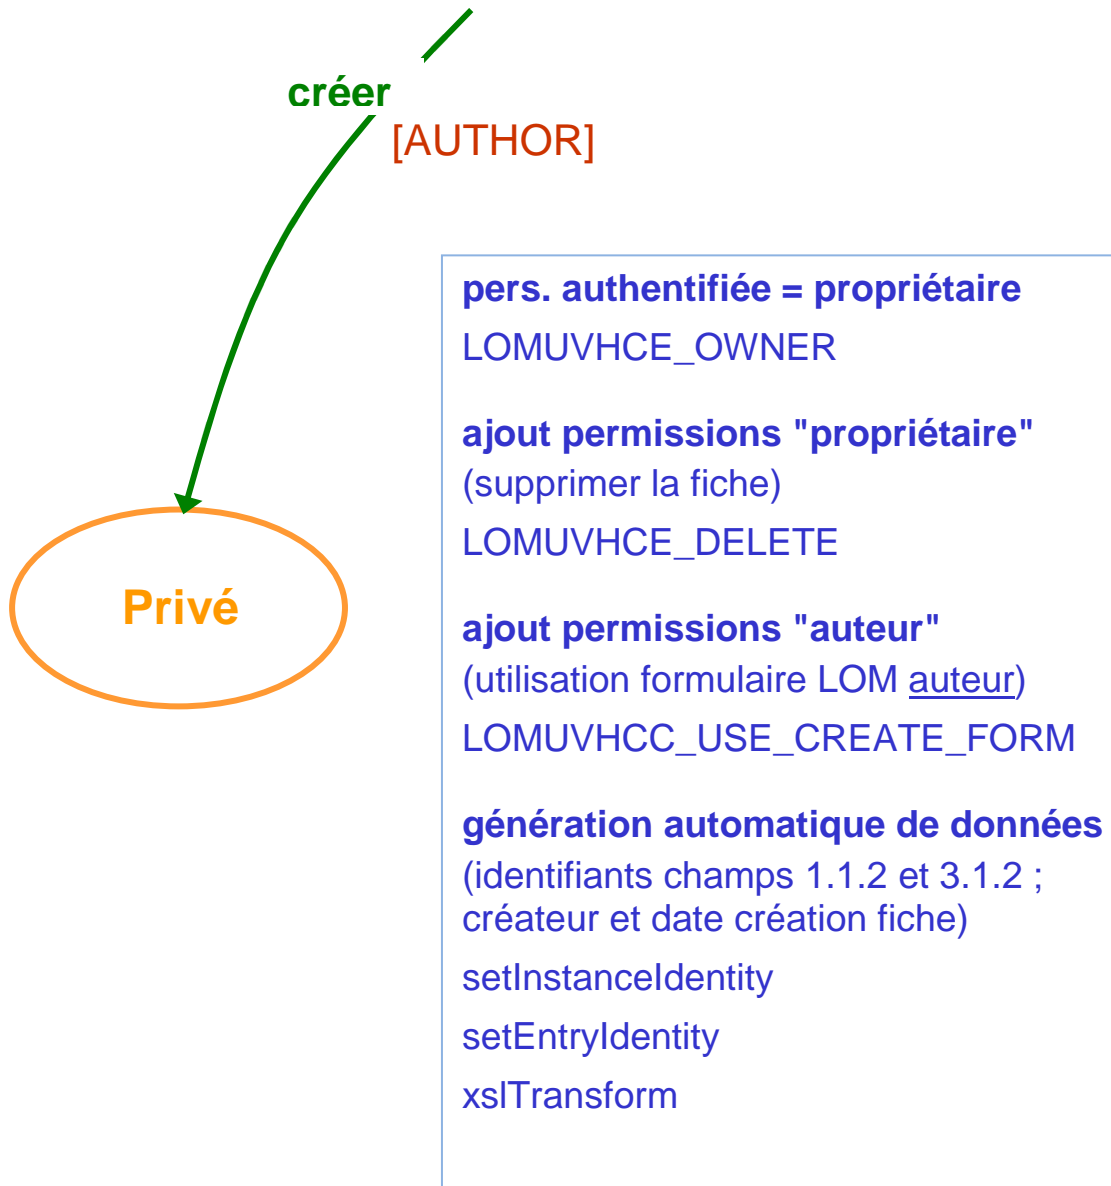 créer
[AUTHOR]
pers. authentifiée = propriétaire
LOMUVHCE_OWNER
ajout permissions "propriétaire"
(supprimer la fiche)
LOMUVHCE_DELETE
Privé
ajout permissions "auteur"
(utilisation formulaire LOM auteur)
LOMUVHCC_USE_CREATE_FORM
génération automatique de données
(identifiants champs 1.1.2 et 3.1.2 ;
créateur et date création fiche)
setInstanceIdentity
setEntryIdentity
xslTransform